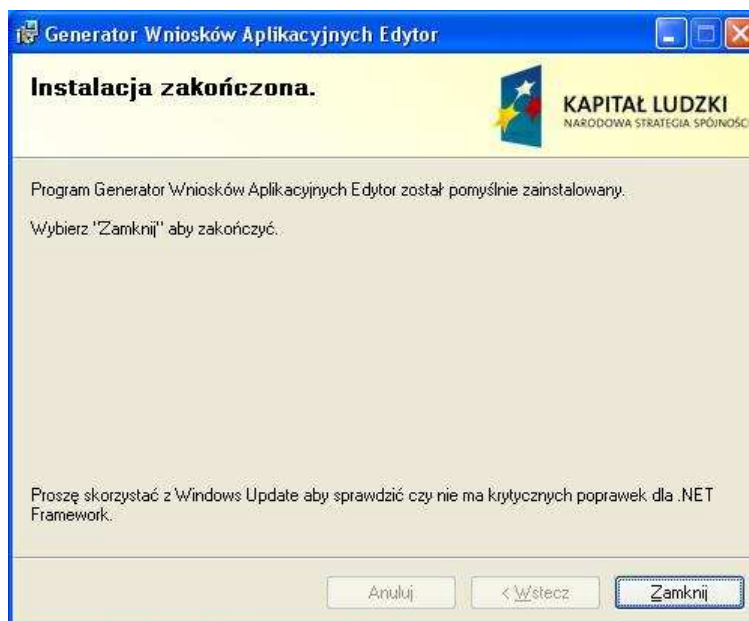 Generator Wniosków Aplikacyjnych Edytor
Instalacja zakończona.
KAPITAŁ LUDZKI
NARODOWA STRATEGIA SPÓJNOŚC
Program Generator Wniosków Aplikacyjnych Edytor został pomyślnie zainstalowany.
Wybierz "Zamknij" aby zakończyć.
Proszę skorzystać z Windows Update aby sprawdzić czy nie ma krytycznych poprawek dla .NET
Framework.
Anuluj
< Wstecz
Zamknij